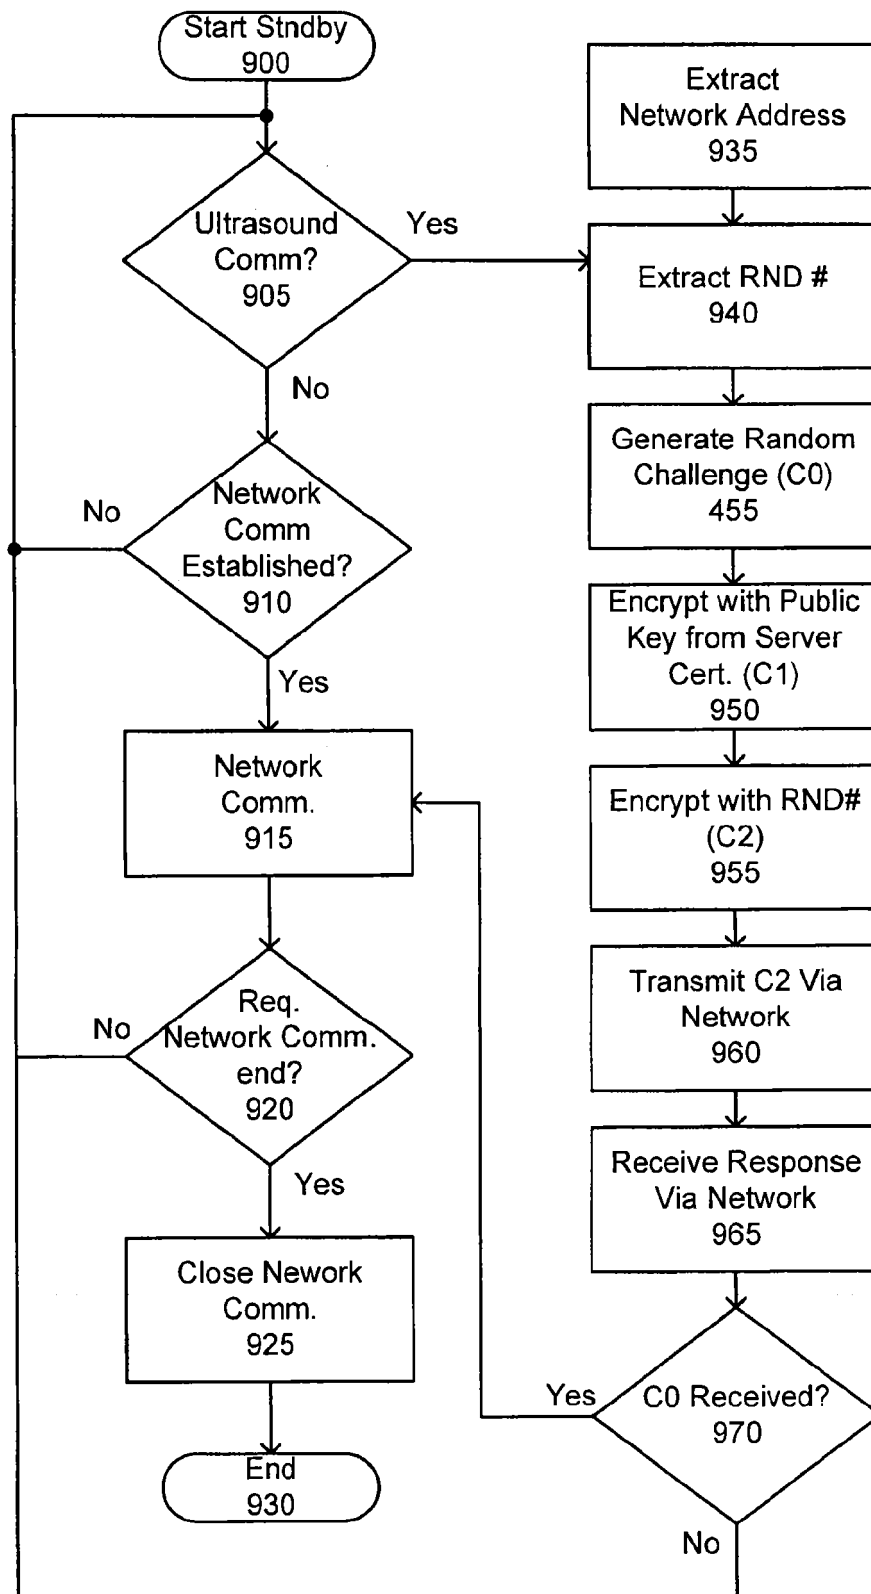 Start Stndby
900
Ultrasound
Comm?
905
Yes
No
Network
Comm
Established?
910
No
Yes
Network
Comm.
915
Req.
Network Comm.
end?
920
No
Yes
Close Nework
Comm.
925
End
930
Extract
Network Address
935
Extract RND #
940
Generate Random
Challenge (C0)
455
Encrypt with Public
Key from Server
Cert. (C1)
950
Encrypt with RND#
(C2)
955
Transmit C2 Via
Network
960
Receive Response
Via Network
965
C0 Received?
970
Yes
No